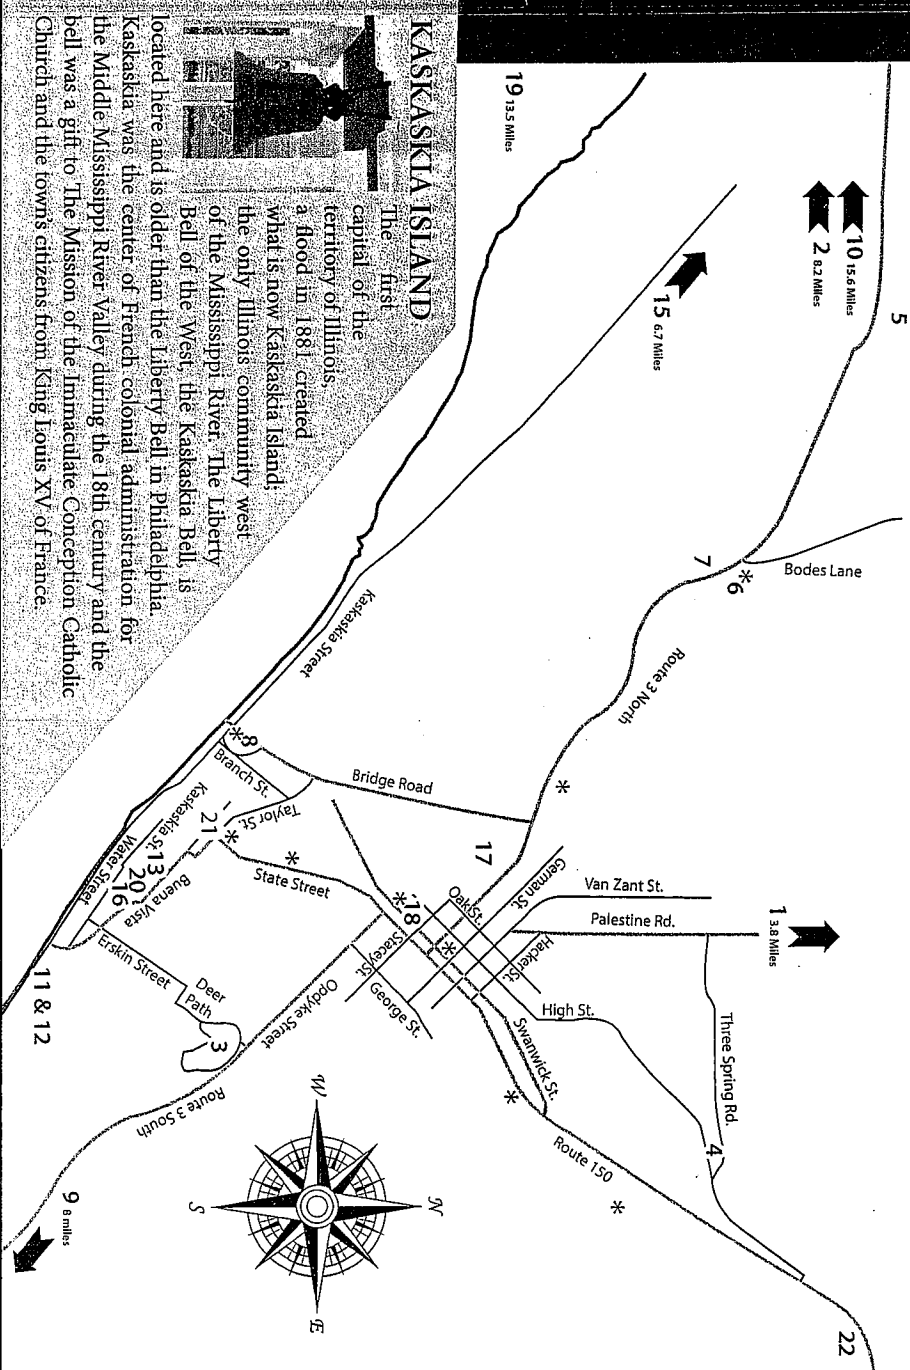 KASKASKIA ISLAND
The first
capital of the
territory of Illinois,
a flood in 1881 created
what is now Kaskaskia Island;
the only Illinois community west
of the Mississippi River. The Liberty
Bell of the West, the Kaskaskia Bell, is
located here and is older than the Liberty Bell in Philadelphia.
Kaskaskia was the center of French colonial administration for
the Middle Mississippi River Valley during the 18th century and the
bell was a gift to The Mission of the Immaculate Conception Catholic
Church and the town's citizens from King Louis XV of France.
5
10 15.6 Miles
2 8.2 Miles
15 6.7 Miles
19 13.5 Miles
Bodes Lane
*6
7
Route 3 North
*
Kaskaskia Street
*8
Bridge Road
Branch St.
Taylor St.
21
*
*
State Street
17
Kaskaskia St.
Water Street
13
20
16
Buena Vista
Erskin Street
Deer
Path
3
11 & 12
German St.
Oak St.
*18
*
Stacey St.
George St.
Hacker St.
Opdyke Street
Van Zant St.
Palestine Rd.
1 3.8 Miles
High St.
Three Spring Rd.
4
Swanwick St.
*
Route 150
*
22
Route 3 South
9 8 miles
W
N
S
E